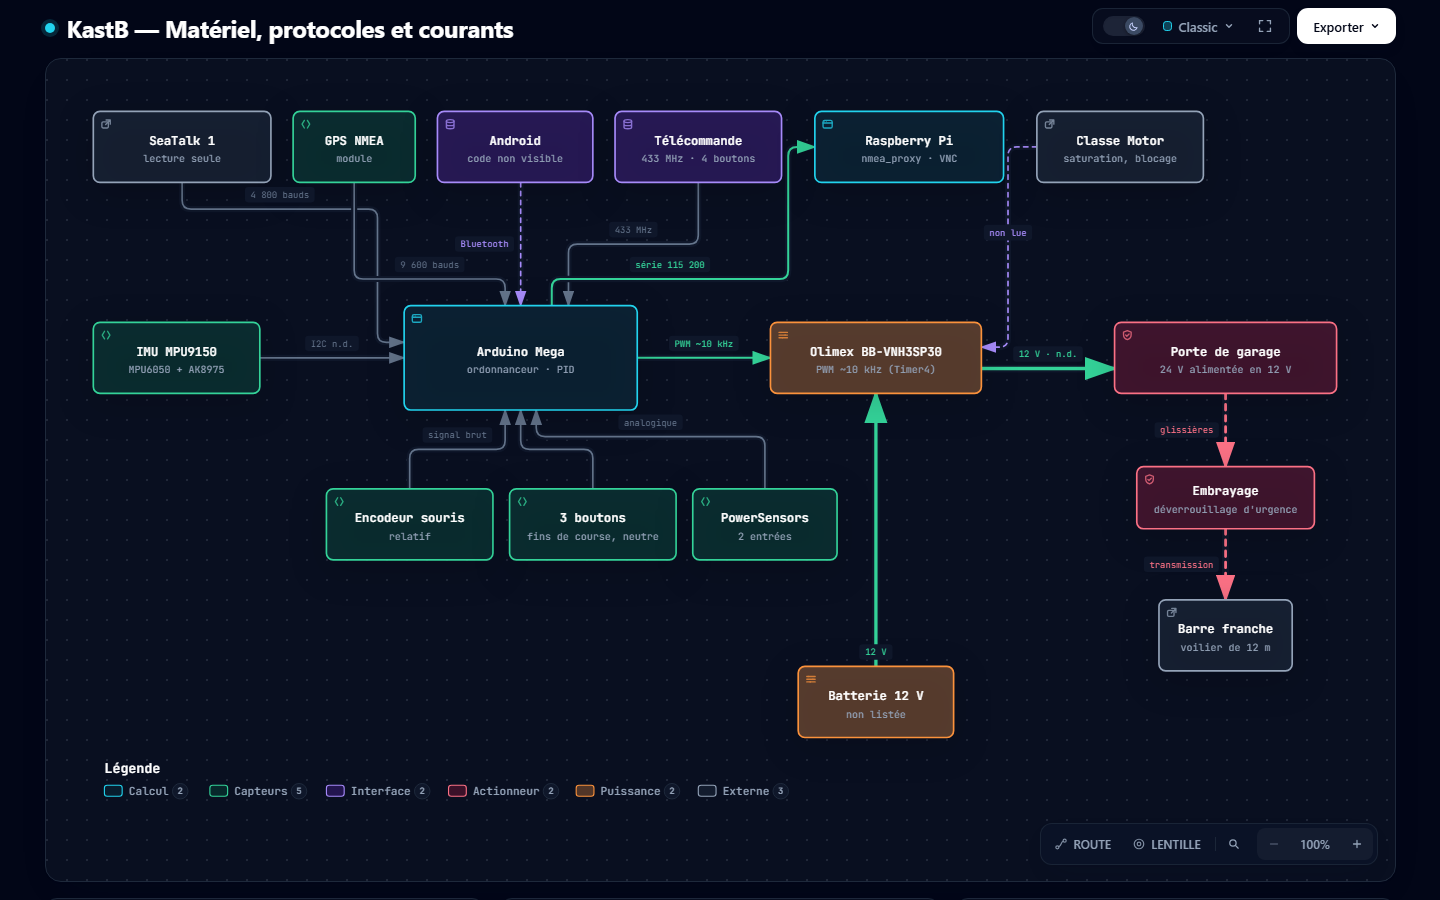 KastB — Matériel, protocoles et courants
Classic
Exporter
SeaTalk 1
lecture seule
GPS NMEA
module
Android
code non visible
Télécommande
433 MHz · 4 boutons
Raspberry Pi
nmea_proxy · VNC
Classe Motor
saturation, blocage
4 800 bauds
433 MHz
non lue
Bluetooth
9 600 bauds
série 115 200
IMU MPU9150
MPU6050 + AK8975
I2C n.d.
Arduino Mega
ordonnanceur · PID
PWM ~10 kHz
Olimex BB-VNH3SP30
PWM ~10 kHz (Timer4)
12 V · n.d.
Porte de garage
24 V alimentée en 12 V
signal brut
analogique
glissières
Encodeur souris
relatif
3 boutons
fins de course, neutre
PowerSensors
2 entrées
Embrayage
déverrouillage d'urgence
transmission
Barre franche
voilier de 12 m
12 V
Batterie 12 V
non listée
Légende
Calcul 2
Capteurs 5
Interface 2
Actionneur 2
Puissance 2
Externe 3
ROUTE
LENTILLE
− 100% +